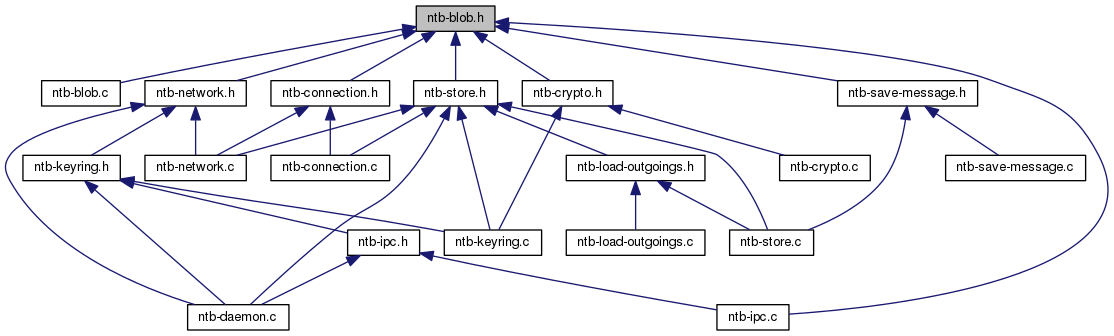 ntb-blob.h
ntb-blob.c
ntb-network.h
ntb-connection.h
ntb-store.h
ntb-crypto.h
ntb-save-message.h
ntb-keyring.h
ntb-network.c
ntb-connection.c
ntb-load-outgoings.h
ntb-crypto.c
ntb-save-message.c
ntb-ipc.h
ntb-keyring.c
ntb-load-outgoings.c
ntb-store.c
ntb-daemon.c
ntb-ipc.c